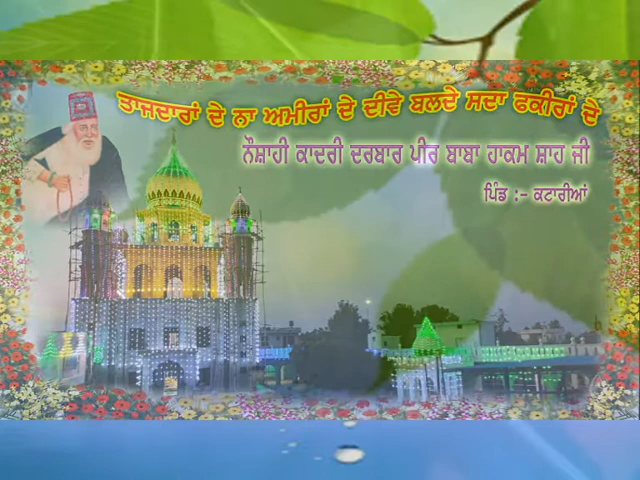 ਤਾਜਦਾਰਾਂ ਦੇ ਨਾ ਅਮੀਰਾਂ ਦੇ ਦੀਵੇ ਬਲਦੇ ਸਦਾ ਫਕੀਰਾਂ ਦੇ
ਨੌਸ਼ਾਹੀ ਕਾਦਰੀ ਦਰਬਾਰ ਪੀਰ ਬਾਬਾ ਹਾਕਮ ਸ਼ਾਹ ਜੀ
ਪਿੰਡ :- ਕਟਾਰੀਆਂ